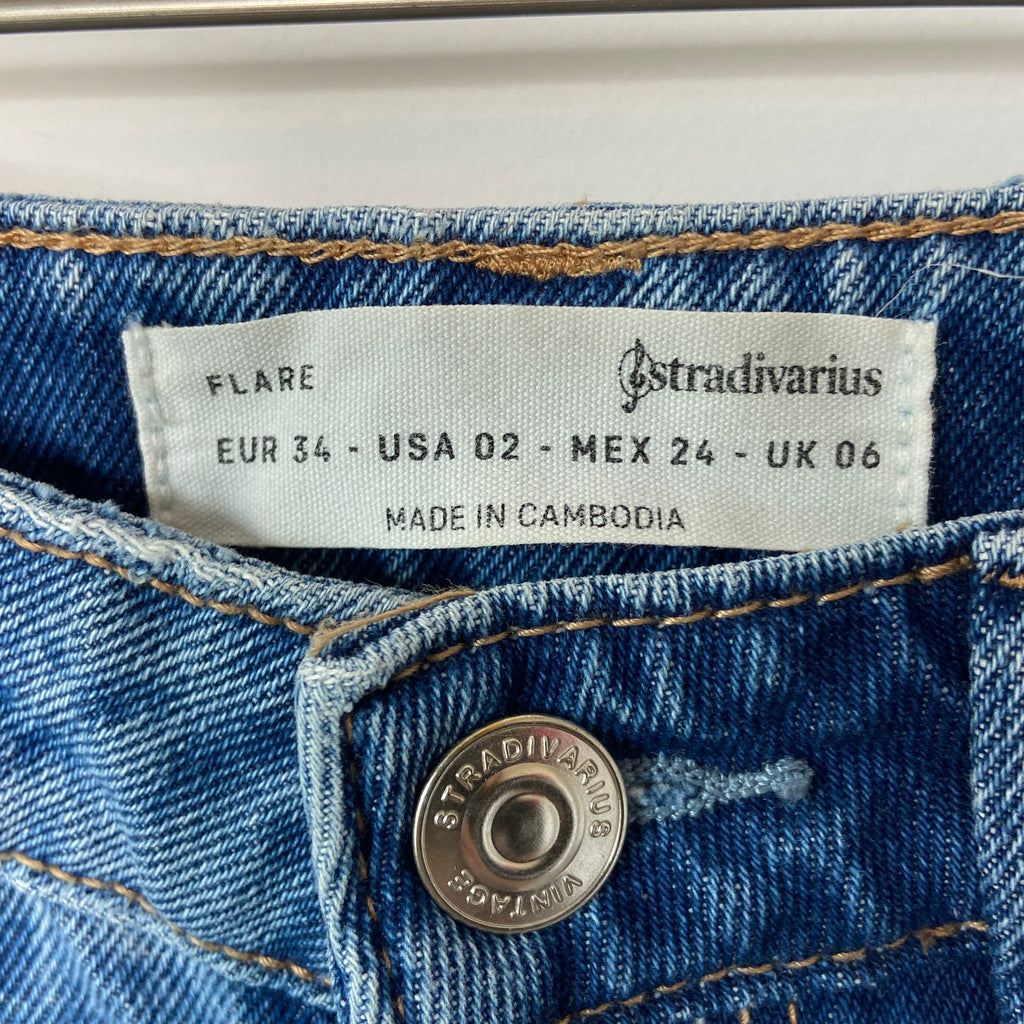 FLARE stradivarius
EUR 34 - USA 02 - MEX 24 - UK 06
MADE IN CAMBODIA
STRADIVARIUS
VINTAGE